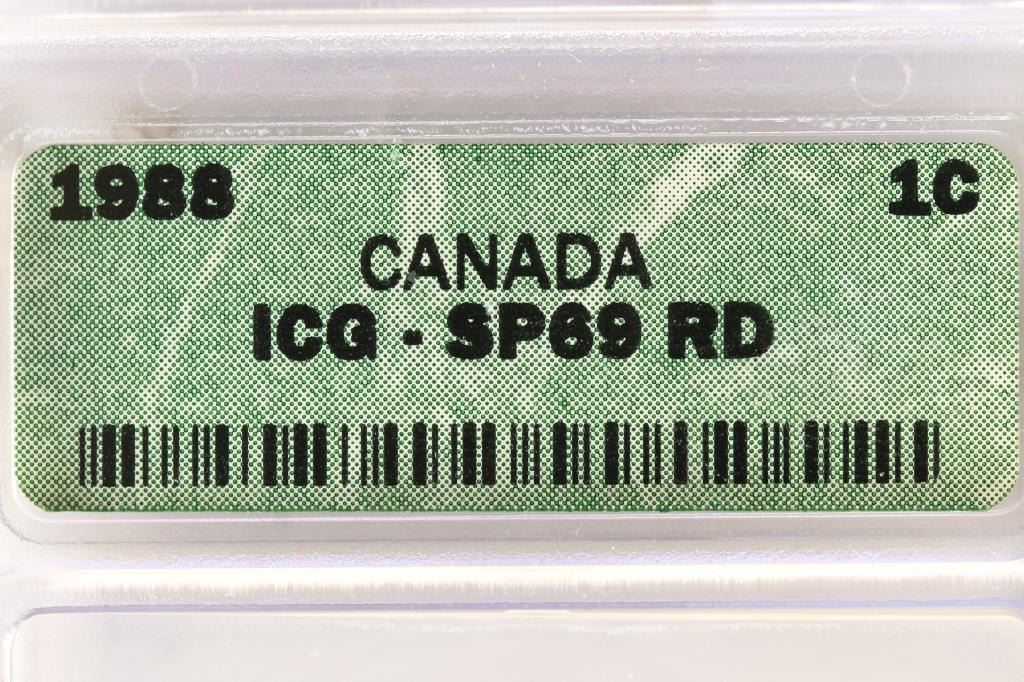 1988 1C
CANADA
ICG - SP69 RD